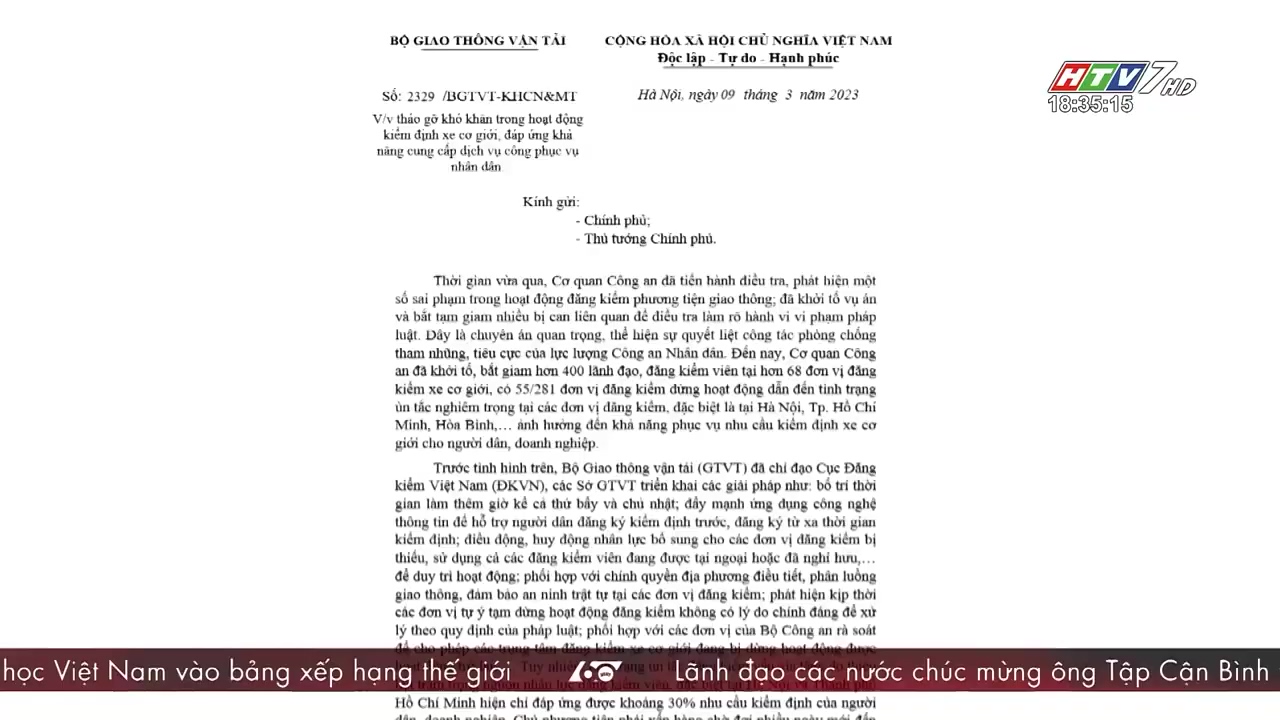 BỘ GIAO THÔNG VẬN TẢI
CỘNG HÒA XÃ HỘI CHỦ NGHĨA VIỆT NAM
Độc lập - Tự do - Hạnh phúc
HTV7 HD
18:35:15
Số: 2329 /BGTVT-KHCN&MT
Hà Nội, ngày 09 tháng 3 năm 2023
V/v tháo gỡ khó khăn trong hoạt động
kiểm định xe cơ giới, đáp ứng khả
năng cung cấp dịch vụ công phục vụ
nhân dân
Kính gửi:
- Chính phủ;
- Thủ tướng Chính phủ.
Thời gian vừa qua, Cơ quan Công an đã tiến hành điều tra, phát hiện một
số sai phạm trong hoạt động đăng kiểm phương tiện giao thông; đã khởi tố vụ án
và bắt tạm giam nhiều bị can liên quan để điều tra làm rõ hành vi vi phạm pháp
luật. Đây là chuyên án quan trọng, thể hiện sự quyết liệt công tác phòng chống
tham nhũng, tiêu cực của lực lượng Công an Nhân dân. Đến nay, Cơ quan Công
an đã khởi tố, bắt giam hơn 400 lãnh đạo, đăng kiểm viên tại hơn 68 đơn vị đăng
kiểm xe cơ giới, có 55/281 đơn vị đăng kiểm dừng hoạt động dẫn đến tình trạng
ùn tắc nghiêm trọng tại các đơn vị đăng kiểm, đặc biệt là tại Hà Nội, Tp. Hồ Chí
Minh, Hòa Bình,... ảnh hưởng đến khả năng phục vụ nhu cầu kiểm định xe cơ
giới cho người dân, doanh nghiệp.
Trước tình hình trên, Bộ Giao thông vận tải (GTVT) đã chỉ đạo Cục Đăng
kiểm Việt Nam (ĐKVN), các Sở GTVT triển khai các giải pháp như: bố trí thời
gian làm thêm giờ kể cả thứ bẩy và chủ nhật; đẩy mạnh ứng dụng công nghệ
thông tin để hỗ trợ người dân đăng ký kiểm định trước, đăng ký từ xa thời gian
kiểm định; điều động, huy động nhân lực bổ sung cho các đơn vị đăng kiểm bị
thiếu, sử dụng cả các đăng kiểm viên đang được tại ngoại hoặc đã nghỉ hưu,...
để duy trì hoạt động; phối hợp với chính quyền địa phương điều tiết, phân luồng
giao thông, đảm bảo an ninh trật tự tại các đơn vị đăng kiểm; phát hiện kịp thời
các đơn vị tự ý tạm dừng hoạt động đăng kiểm không có lý do chính đáng để xử
lý theo quy định của pháp luật; phối hợp với các đơn vị của Bộ Công an rà soát
để cho phép các trung tâm đăng kiểm xe cơ giới đang bị dừng hoạt động được
học Việt Nam vào bảng xếp hạng thế giới
60 giây
Lãnh đạo các nước chúc mừng ông Tập Cận Bình
Hồ Chí Minh hiện chỉ đáp ứng được khoảng 30% nhu cầu kiểm định của người